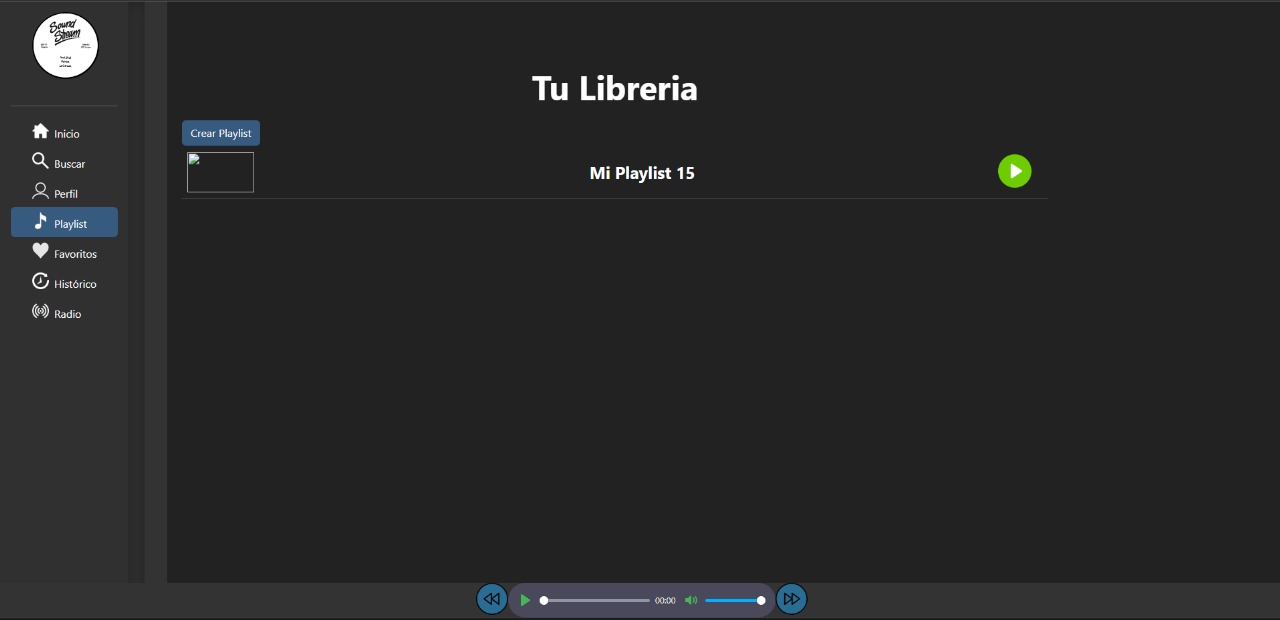 Sound
Stream
Inicio
Buscar
Perfil
Playlist
Favoritos
Histórico
Radio
Tu Libreria
Crear Playlist
Mi Playlist 15
00:00